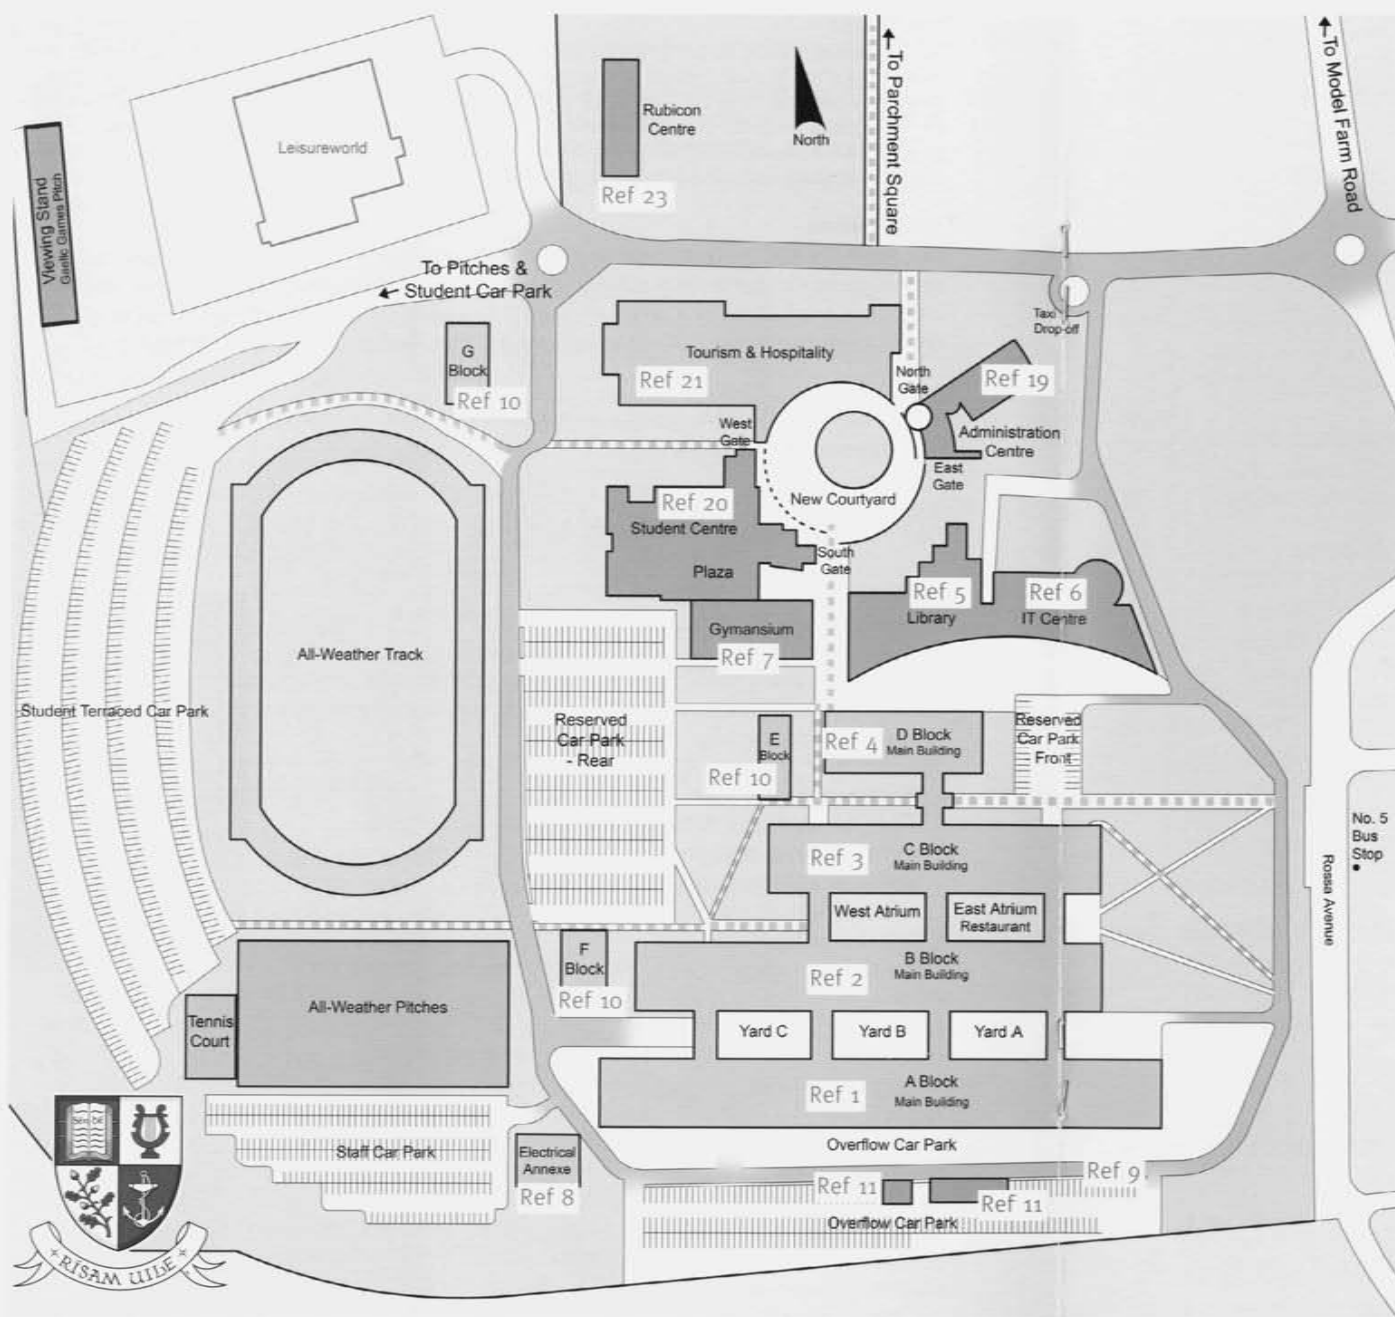 To Parchment Square
To Model Farm Road
Rubicon
Centre
Ref 23
North
Leisureworld
Viewing Stand
Gaelic Games Pitch
To Pitches &
Student Car Park
Taxi
Drop-off
G
Block
Ref 10
Tourism & Hospitality
Ref 21
North
Gate
Ref 19
West
Gate
Administration
Centre
East
Gate
New Courtyard
Ref 20
Student Centre
Plaza
South
Gate
Ref 5
Library
Ref 6
IT Centre
Gymansium
Ref 7
All-Weather Track
Student Terraced Car Park
Reserved
Car Park
- Rear
E
Block
Ref 10
Ref 4
D Block
Main Building
Reserved
Car Park
- Front
No. 5
Bus
Stop
Rossa Avenue
Ref 3
C Block
Main Building
West Atrium
East Atrium
Restaurant
F
Block
Ref 10
Ref 2
B Block
Main Building
All-Weather Pitches
Tennis
Court
Yard C
Yard B
Yard A
Ref 1
A Block
Main Building
Staff Car Park
Electrical
Annexe
Ref 8
Overflow Car Park
Ref 9
Ref 11
Ref 11
Overflow Car Park
RÍSAM UILE